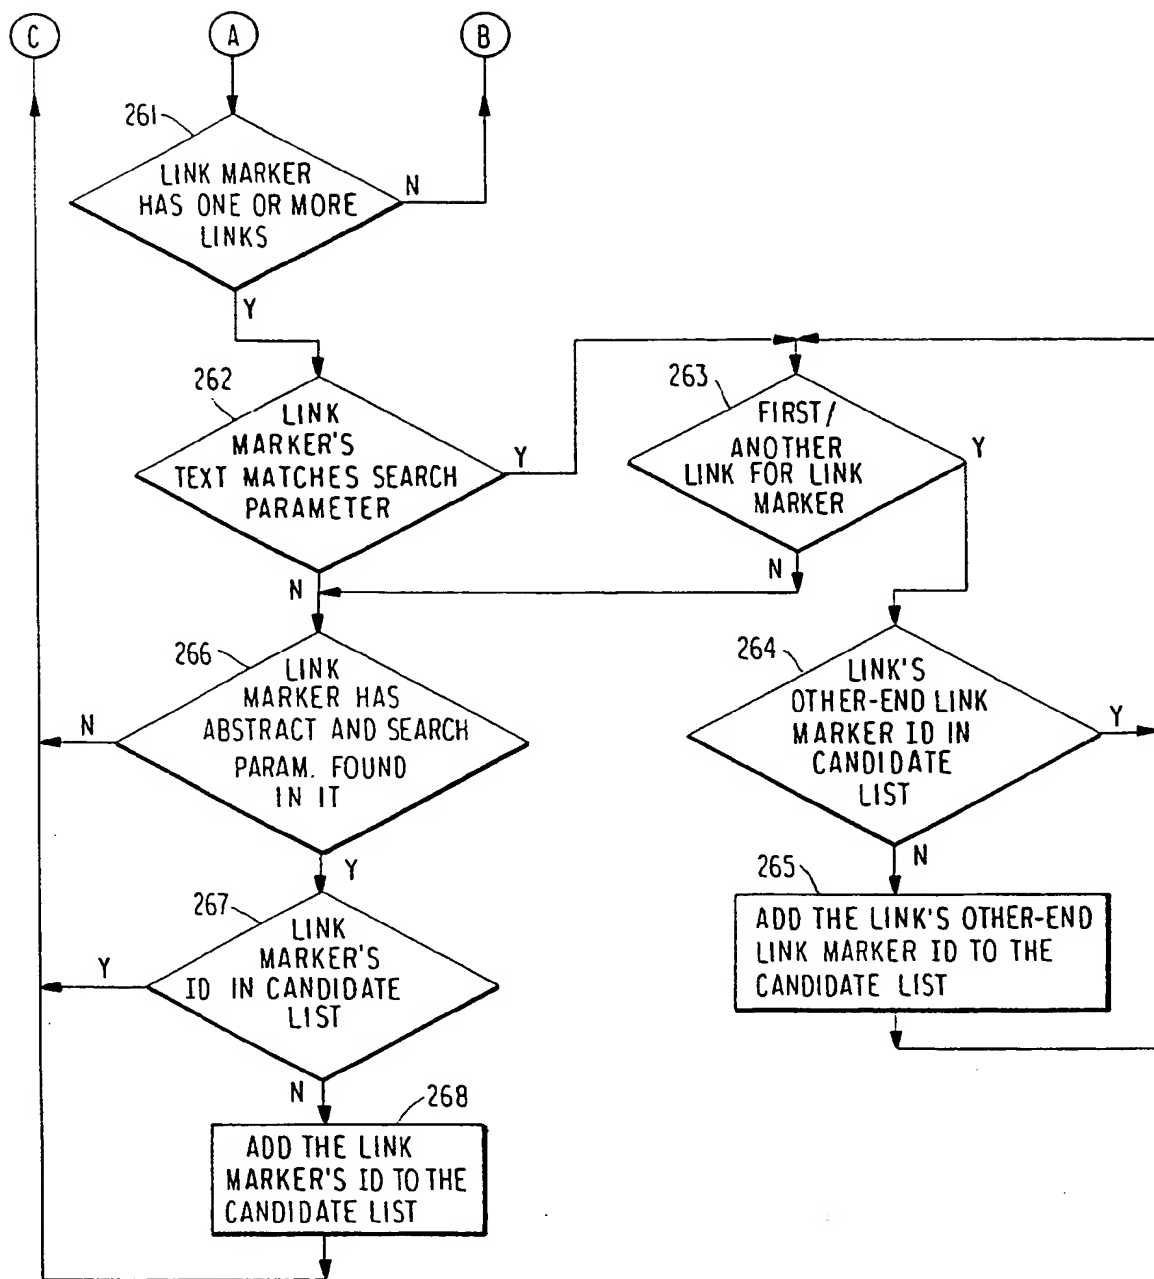 C
A
B
261
LINK MARKER
HAS ONE OR MORE
LINKS
N
Y
262
LINK
MARKER'S
TEXT MATCHES SEARCH
PARAMETER
Y
N
263
FIRST/
ANOTHER
LINK FOR LINK
MARKER
Y
N
266
LINK
MARKER HAS
ABSTRACT AND SEARCH
PARAM. FOUND
IN IT
N
Y
264
LINK'S
OTHER-END LINK
MARKER ID IN
CANDIDATE
LIST
Y
N
265
ADD THE LINK'S OTHER-END
LINK MARKER ID TO THE
CANDIDATE LIST
267
LINK
MARKER'S
ID IN CANDIDATE
LIST
Y
N
268
ADD THE LINK
MARKER'S ID TO THE
CANDIDATE LIST